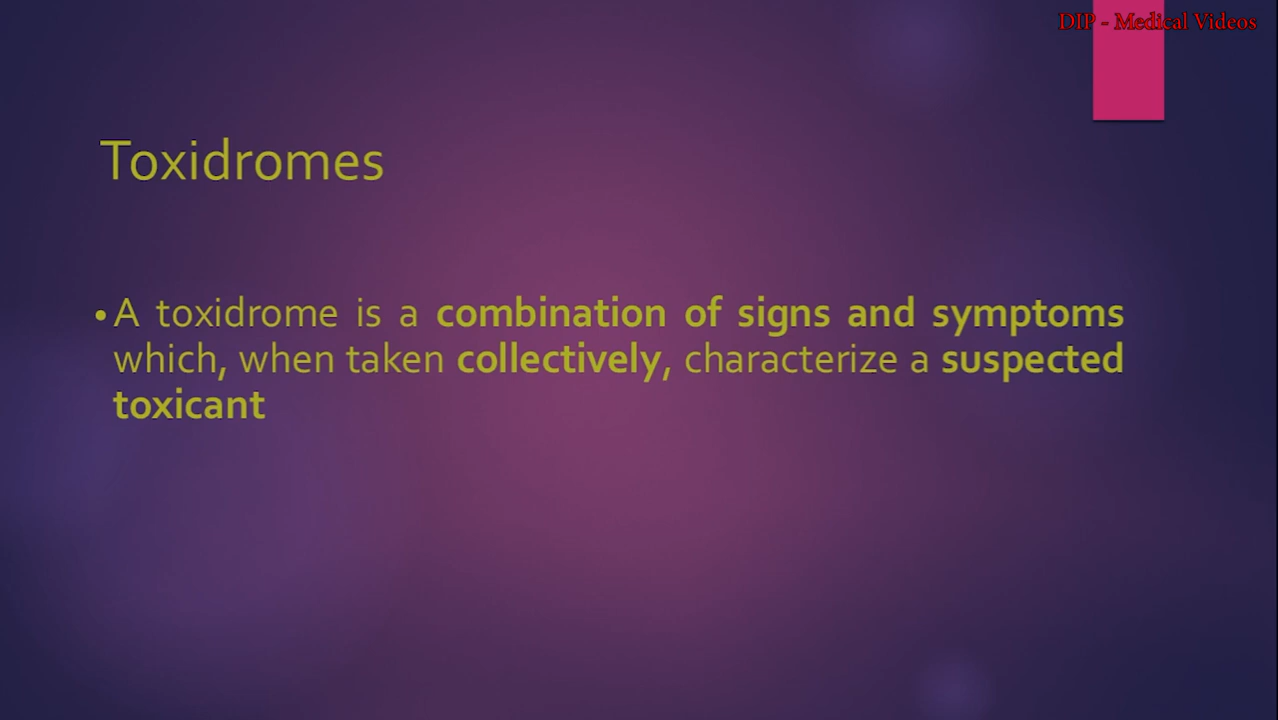 DIP - Medical Videos
Toxidromes
• A toxidrome is a combination of signs and symptoms
which, when taken collectively, characterize a suspected
toxicant